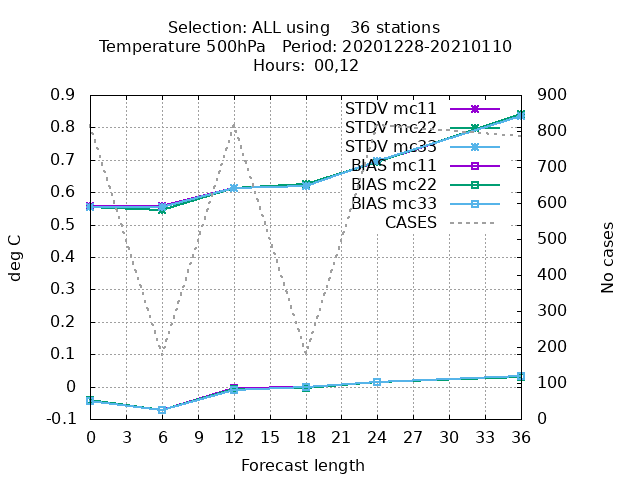 Selection: ALL using    36 stations
Temperature 500hPa   Period: 20201228-20210110
Hours:  00,12
0.9
0.8
0.7
0.6
0.5
0.4
0.3
0.2
0.1
0
-0.1
deg C
STDV mc11
STDV mc22
STDV mc33
BIAS mc11
BIAS mc22
BIAS mc33
CASES
900
800
700
600
500
400
300
200
100
0
No cases
0 3 6 9 12 15 18 21 24 27 30 33 36
Forecast length